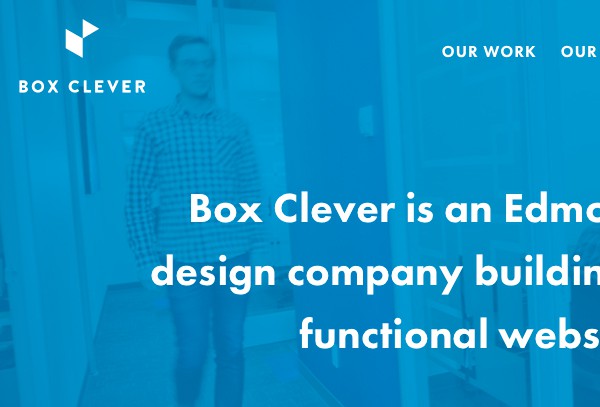 BOX CLEVER
OUR WORK OUR
Box Clever is an Edmo
design company buildin
functional webs